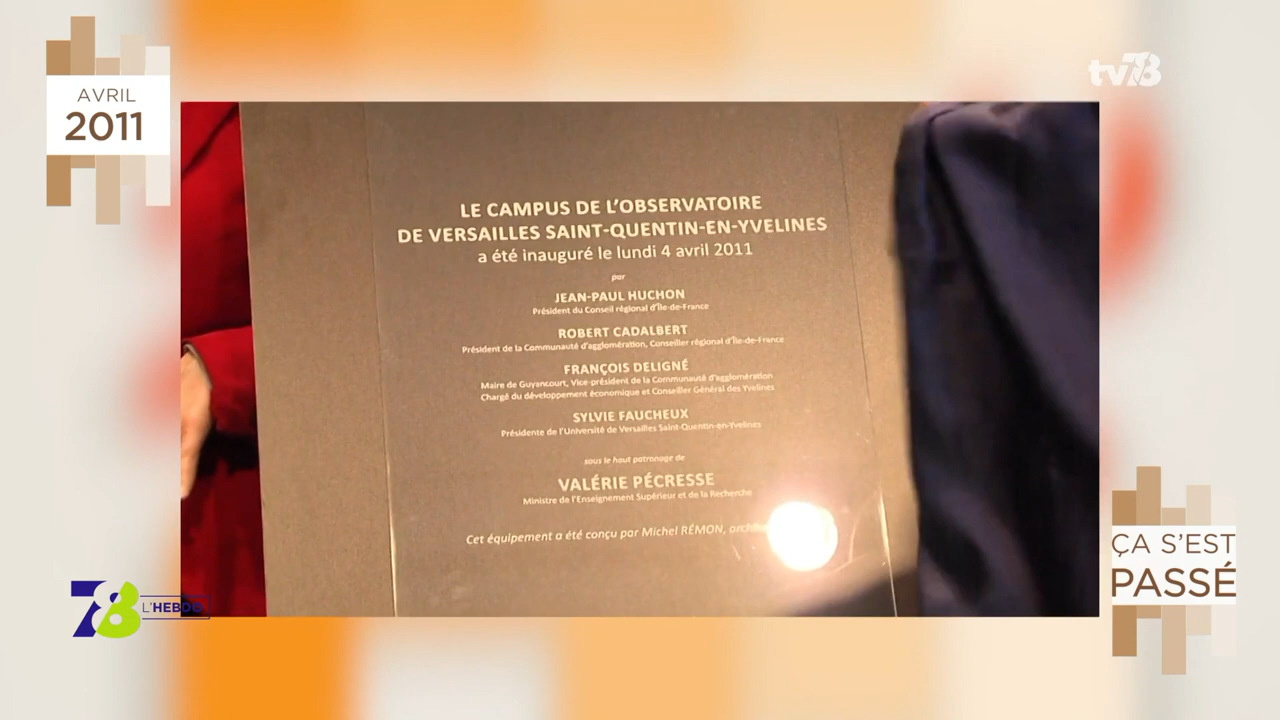 AVRIL
2011
tv78
LE CAMPUS DE L'OBSERVATOIRE
DE VERSAILLES SAINT-QUENTIN-EN-YVELINES
a été inauguré le lundi 4 avril 2011
par
JEAN-PAUL HUCHON
Président du Conseil régional d'Île-de-France
ROBERT CADALBERT
Président de la Communauté d'agglomération, Conseiller régional d'Île-de-France
FRANÇOIS DELIGNÉ
Maire de Guyancourt, Vice-président de la Communauté d'agglomération
Chargé du développement économique et Conseiller Général des Yvelines
SYLVIE FAUCHEUX
Présidente de l'Université de Versailles Saint-Quentin-en-Yvelines
sous le haut patronage de
VALÉRIE PÉCRESSE
Ministre de l'Enseignement Supérieur et de la Recherche
Cet équipement a été conçu par Michel RÉMON,
78 L'HEBDO
ÇA S'EST
PASSÉ